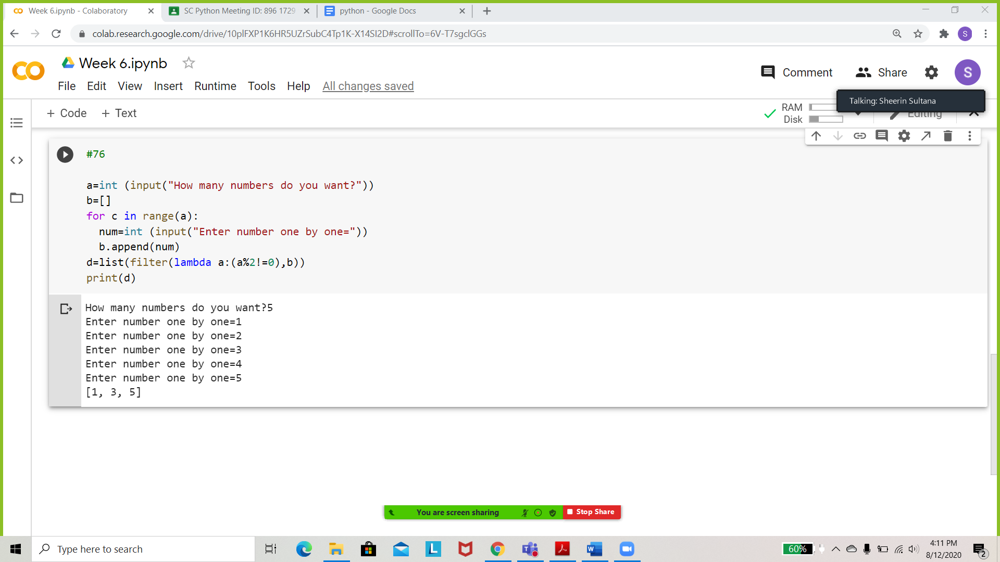 Week 6.ipynb - Colaboratory
SC Python Meeting ID: 896 1729
python - Google Docs
colab.research.google.com/drive/10plFXP1K6HR5UZrSubC4Tp1K-X14SI2D#scrollTo=6V-T7sgclGGs
S
Week 6.ipynb
Comment
Share
S
File Edit View Insert Runtime Tools Help All changes saved
Talking: Sheerin Sultana
+ Code + Text
RAM
Disk
Editing
#76
a=int (input("How many numbers do you want?"))
b=[]
for c in range(a):
num=int (input("Enter number one by one="))
b.append(num)
d=list(filter(lambda a:(a%2!=0),b))
print(d)
How many numbers do you want?5
Enter number one by one=1
Enter number one by one=2
Enter number one by one=3
Enter number one by one=4
Enter number one by one=5
[1, 3, 5]
You are screen sharing
Stop Share
Type here to search
L
W
60%
4:11 PM
8/12/2020
2